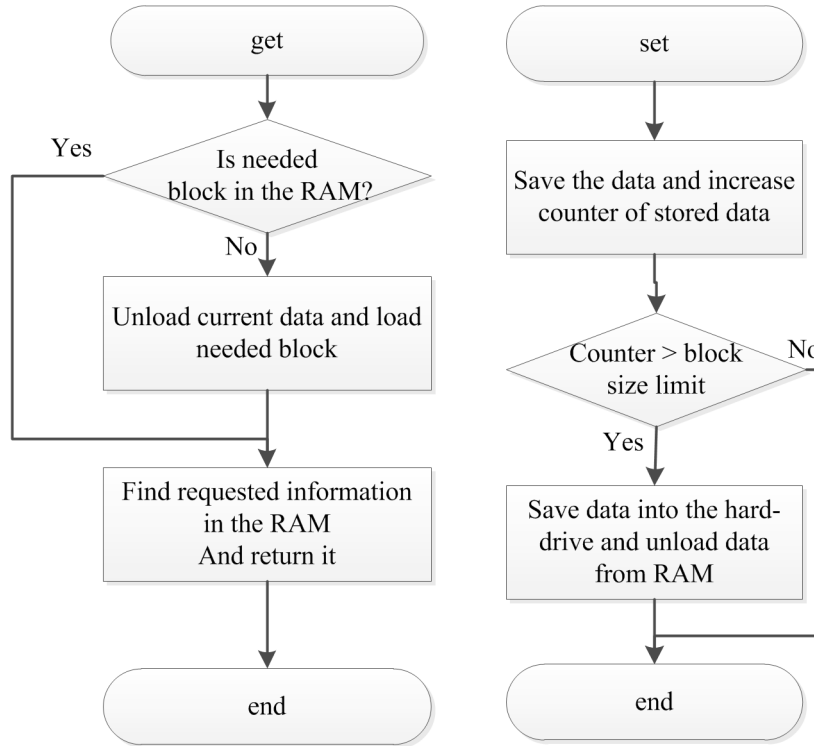 get
Yes
Is needed
block in the RAM?
No
Unload current data and load
needed block
Find requested information
in the RAM
And return it
end
set
Save the data and increase
counter of stored data
Counter > block
size limit
No
Yes
Save data into the hard-
drive and unload data
from RAM
end